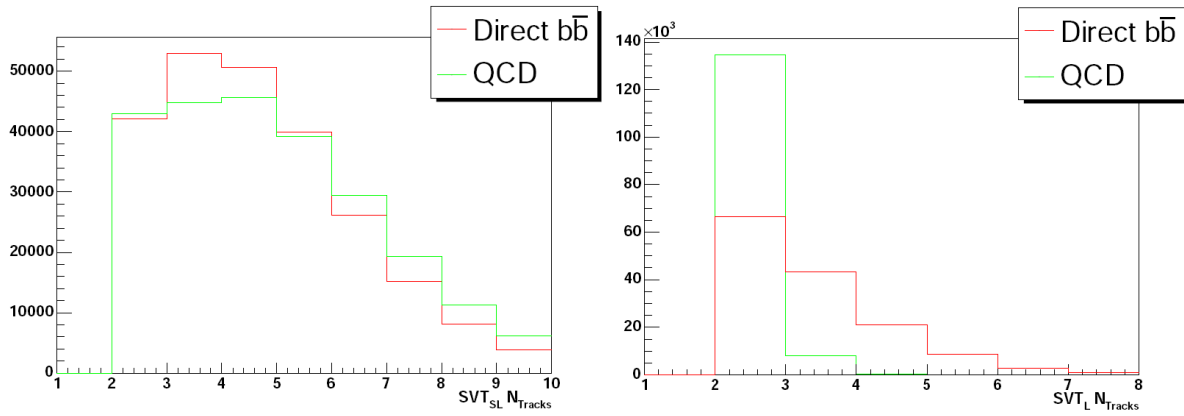 Direct bb̅
QCD
50000
40000
30000
20000
10000
0
1 2 3 4 5 6 7 8 9 10
SVT_SL N_Tracks
×10³
Direct bb̅
QCD
140
120
100
80
60
40
20
0
1 2 3 4 5 6 7 8
SVT_L N_Tracks